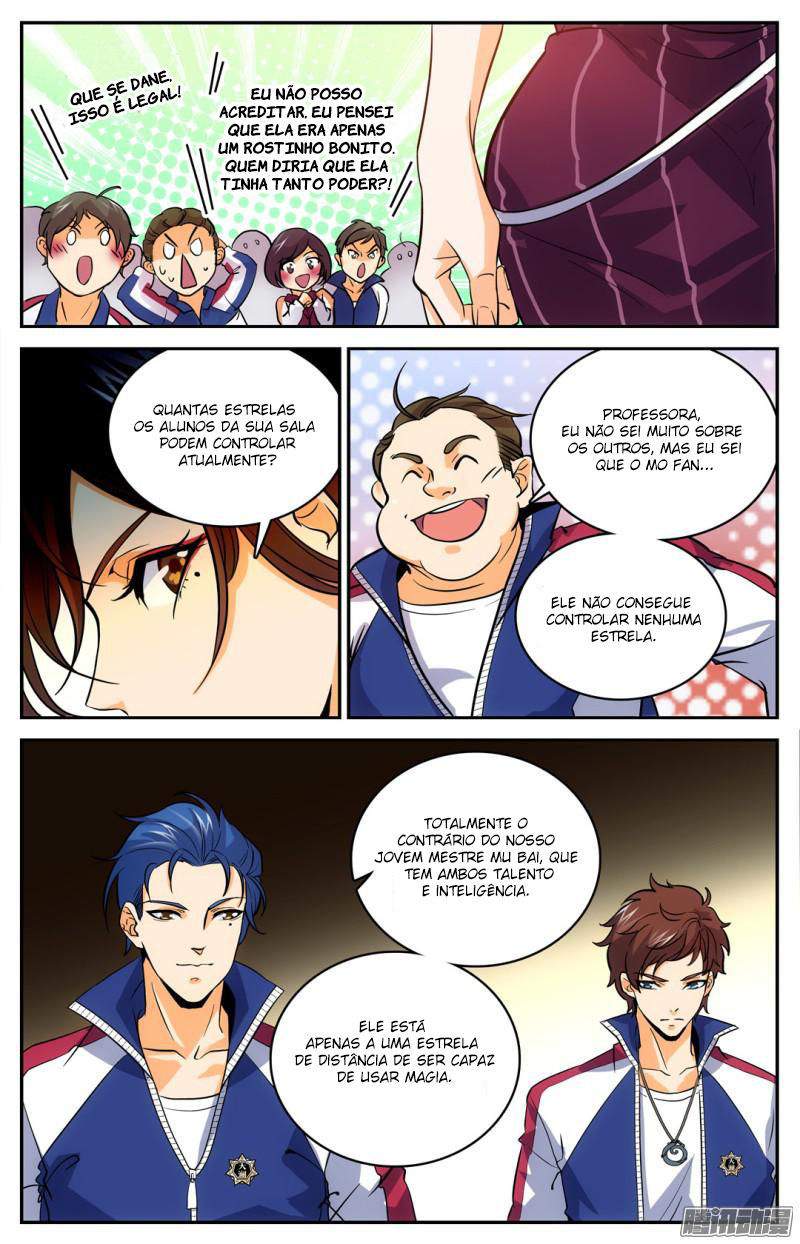 QUE SE DANE,
ISSO É LEGAL!
EU NÃO POSSO
ACREDITAR. EU PENSEI
QUE ELA ERA APENAS
UM ROSTINHO BONITO.
QUEM DIRIA QUE ELA
TINHA TANTO PODER?!
QUANTAS ESTRELAS
OS ALUNOS DA SUA SALA
PODEM CONTROLAR
ATUALMENTE?
PROFESSORA,
EU NÃO SEI MUITO SOBRE
OS OUTROS, MAS EU SEI
QUE O MO FAN...
ELE NÃO CONSEGUE
CONTROLAR NENHUMA
ESTRELA.
TOTALMENTE O
CONTRÁRIO DO NOSSO
JOVEM MESTRE MU BAI, QUE
TEM AMBOS TALENTO
E INTELIGÊNCIA.
ELE ESTÁ
APENAS A UMA ESTRELA
DE DISTÂNCIA DE SER CAPAZ
DE USAR MAGIA.
腾讯动漫